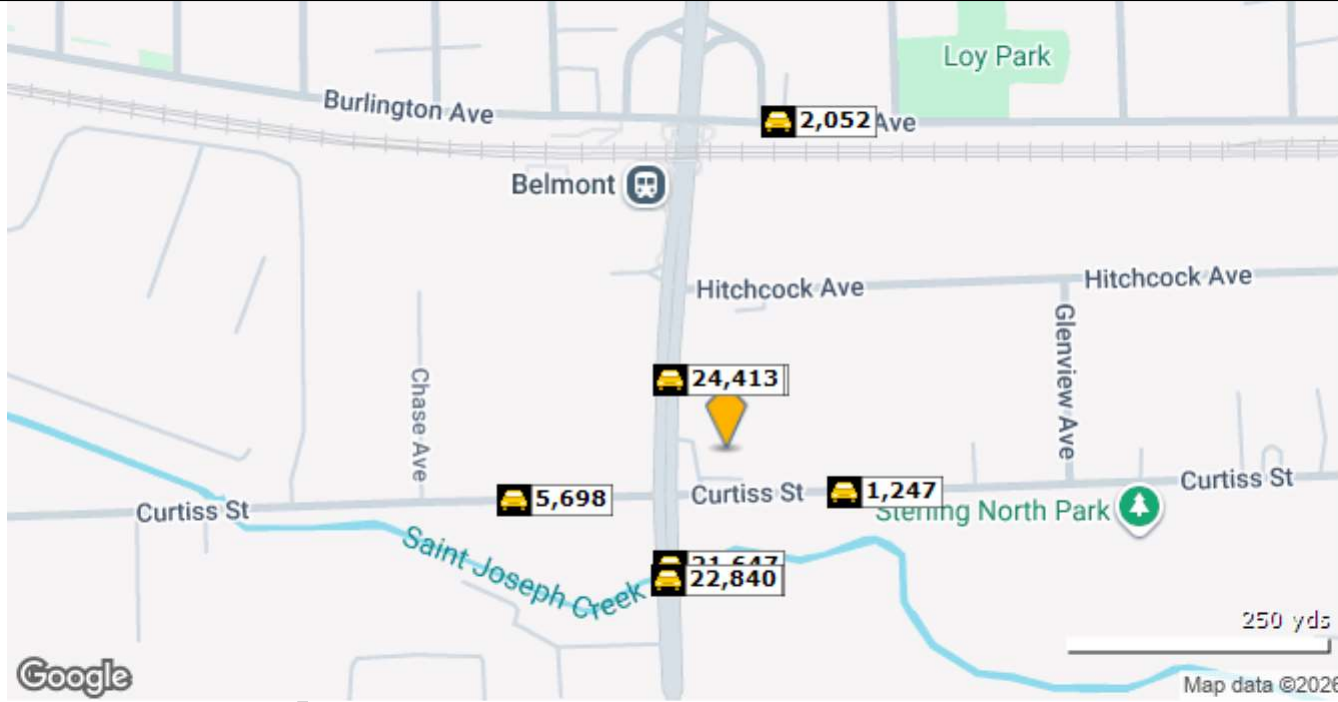 Loy Park
Burlington Ave
2,052
Ave
Belmont
Hitchcock Ave
Hitchcock Ave
Glenview Ave
24,413
Chase Ave
5,698
Curtiss St
1,247
Curtiss St
Curtiss St
Sterling North Park
Saint Joseph Creek
21,647
22,840
250 yds
Google
Map data ©2026